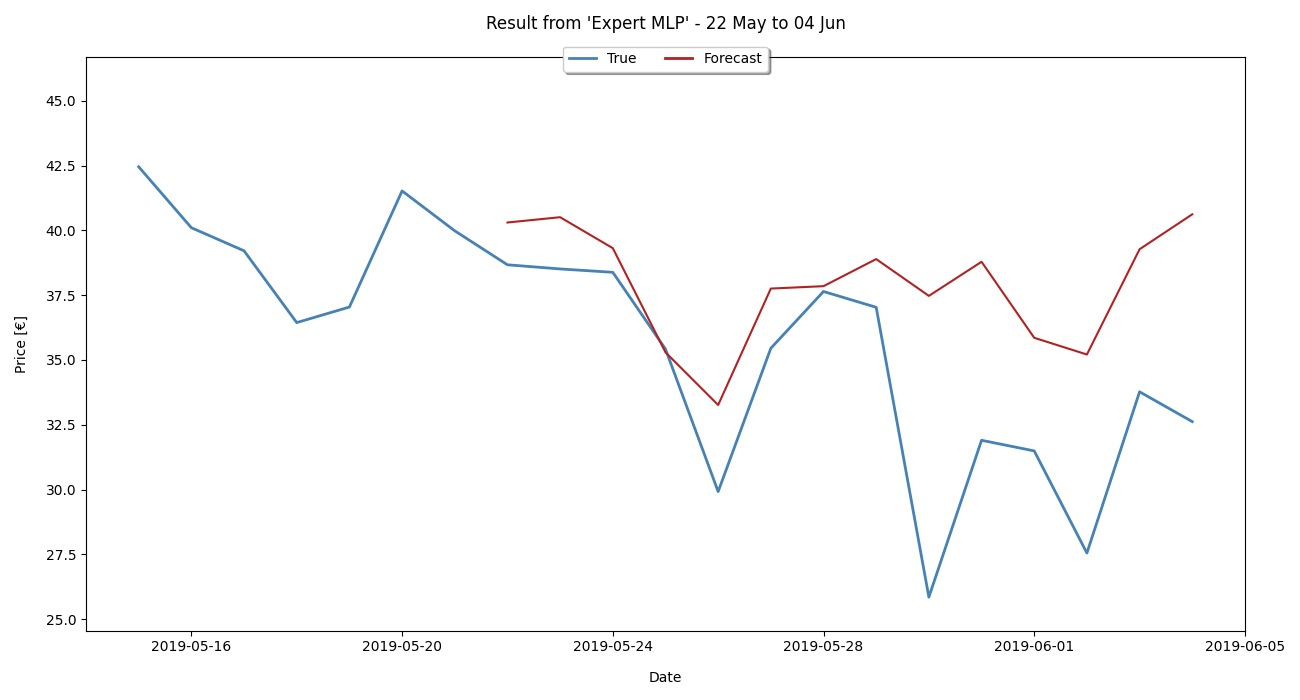 Result from 'Expert MLP' - 22 May to 04 Jun
True Forecast
45.0
42.5
40.0
37.5
35.0
32.5
30.0
27.5
25.0
Price [€]
2019-05-16 2019-05-20 2019-05-24 2019-05-28 2019-06-01 2019-06-05
Date